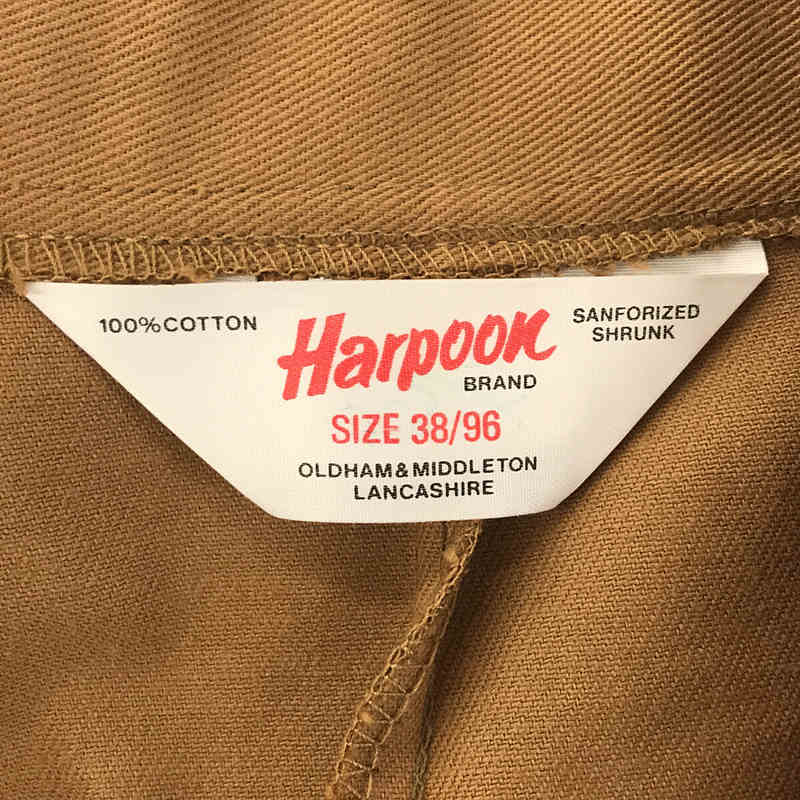 100%COTTON
Harpoon
BRAND
SANFORIZED
SHRUNK
SIZE 38/96
OLDHAM & MIDDLETON
LANCASHIRE